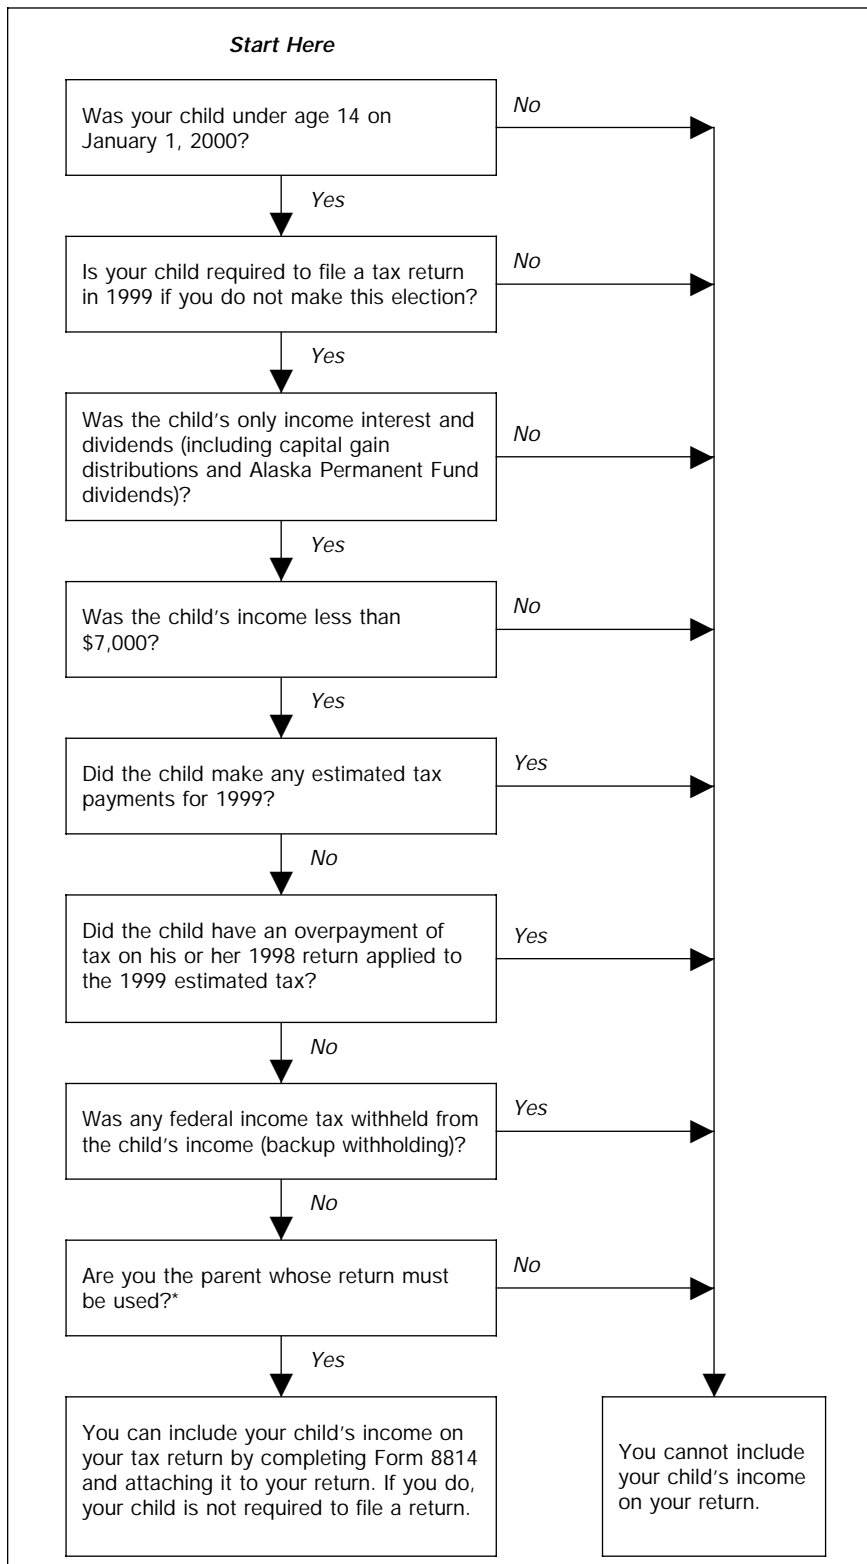 Start Here
Was your child under age 14 on
January 1, 2000?
No
Yes
Is your child required to file a tax return
in 1999 if you do not make this election?
No
Yes
Was the child's only income interest and
dividends (including capital gain
distributions and Alaska Permanent Fund
dividends)?
No
Yes
Was the child's income less than
$7,000?
No
Yes
Did the child make any estimated tax
payments for 1999?
Yes
No
Did the child have an overpayment of
tax on his or her 1998 return applied to
the 1999 estimated tax?
Yes
No
Was any federal income tax withheld from
the child's income (backup withholding)?
Yes
No
Are you the parent whose return must
be used?*
No
Yes
You can include your child's income on
your tax return by completing Form 8814
and attaching it to your return. If you do,
your child is not required to file a return.
You cannot include
your child's income
on your return.